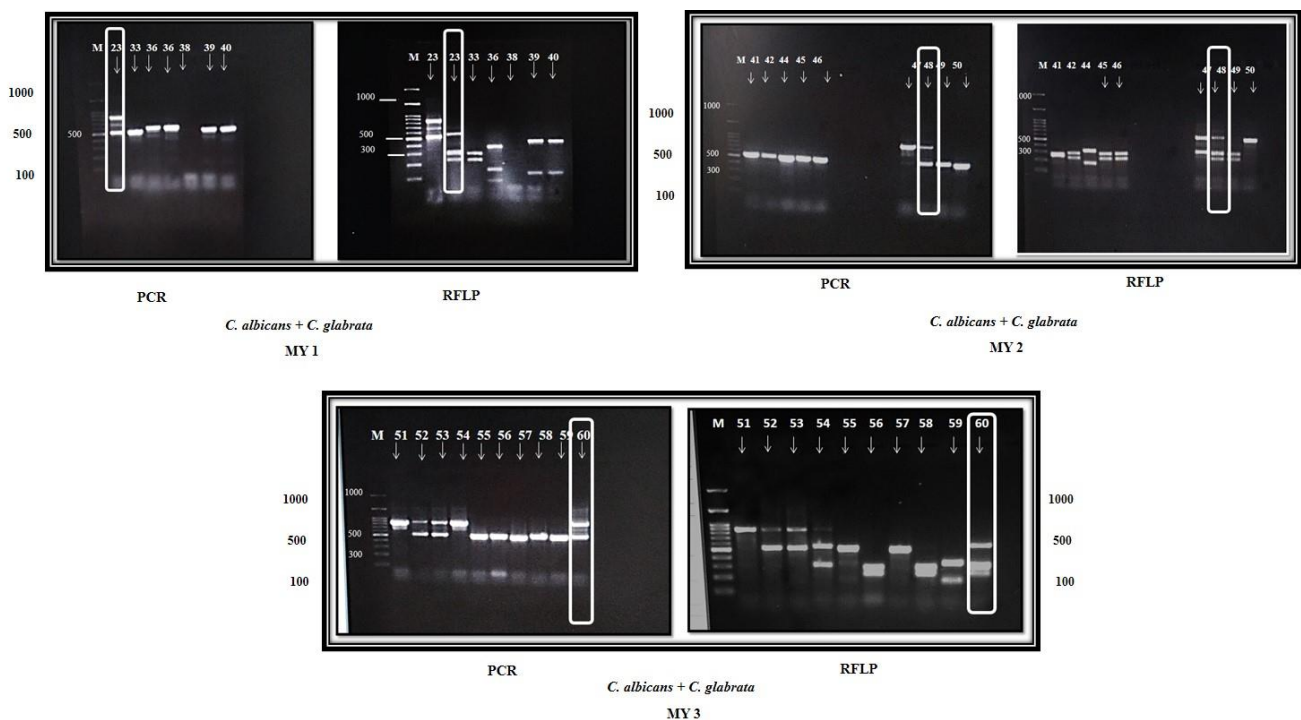 M 23 33 36 36 38 39 40
1000
500
500
100
M 23 23 33 36 38 39 40
1000
500
300
PCR
RFLP
C. albicans + C. glabrata
MY 1
M 41 42 44 45 46 47 48 49 50
1000
1000
500
500
300
100
M 41 42 44 45 46 47 48 49 50
1000
500
300
PCR
RFLP
C. albicans + C. glabrata
MY 2
M 51 52 53 54 55 56 57 58 59 60
1000
1000
500
500
300
100
M 51 52 53 54 55 56 57 58 59 60
1000
500
100
PCR
RFLP
C. albicans + C. glabrata
MY 3